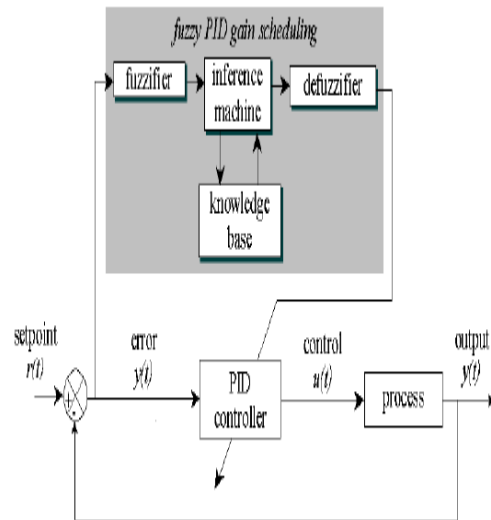 fuzzy PID gain scheduling
fuzzifier
inference
machine
defuzzifier
knowledge
base
setpoint
r(t)
error
y(t)
control
u(t)
output
y(t)
+
-
PID
controller
process